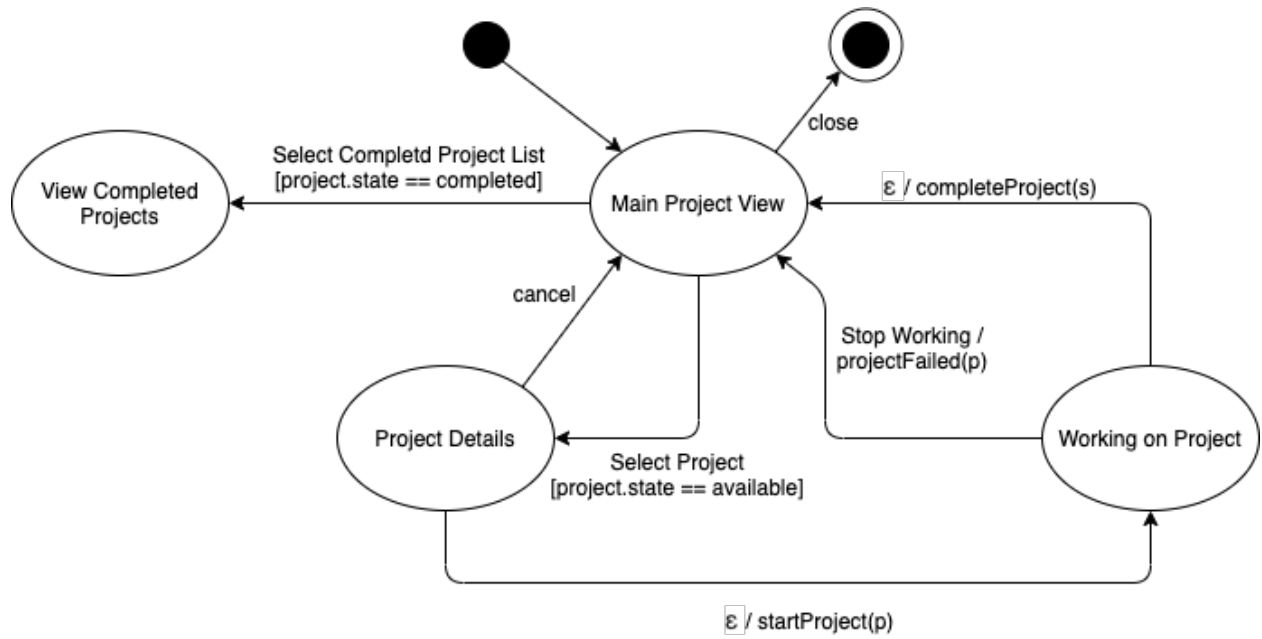 close
Select Completd Project List
[project.state == completed]
View Completed
Projects
Main Project View
ε / completeProject(s)
cancel
Stop Working /
projectFailed(p)
Project Details
Working on Project
Select Project
[project.state == available]
ε / startProject(p)